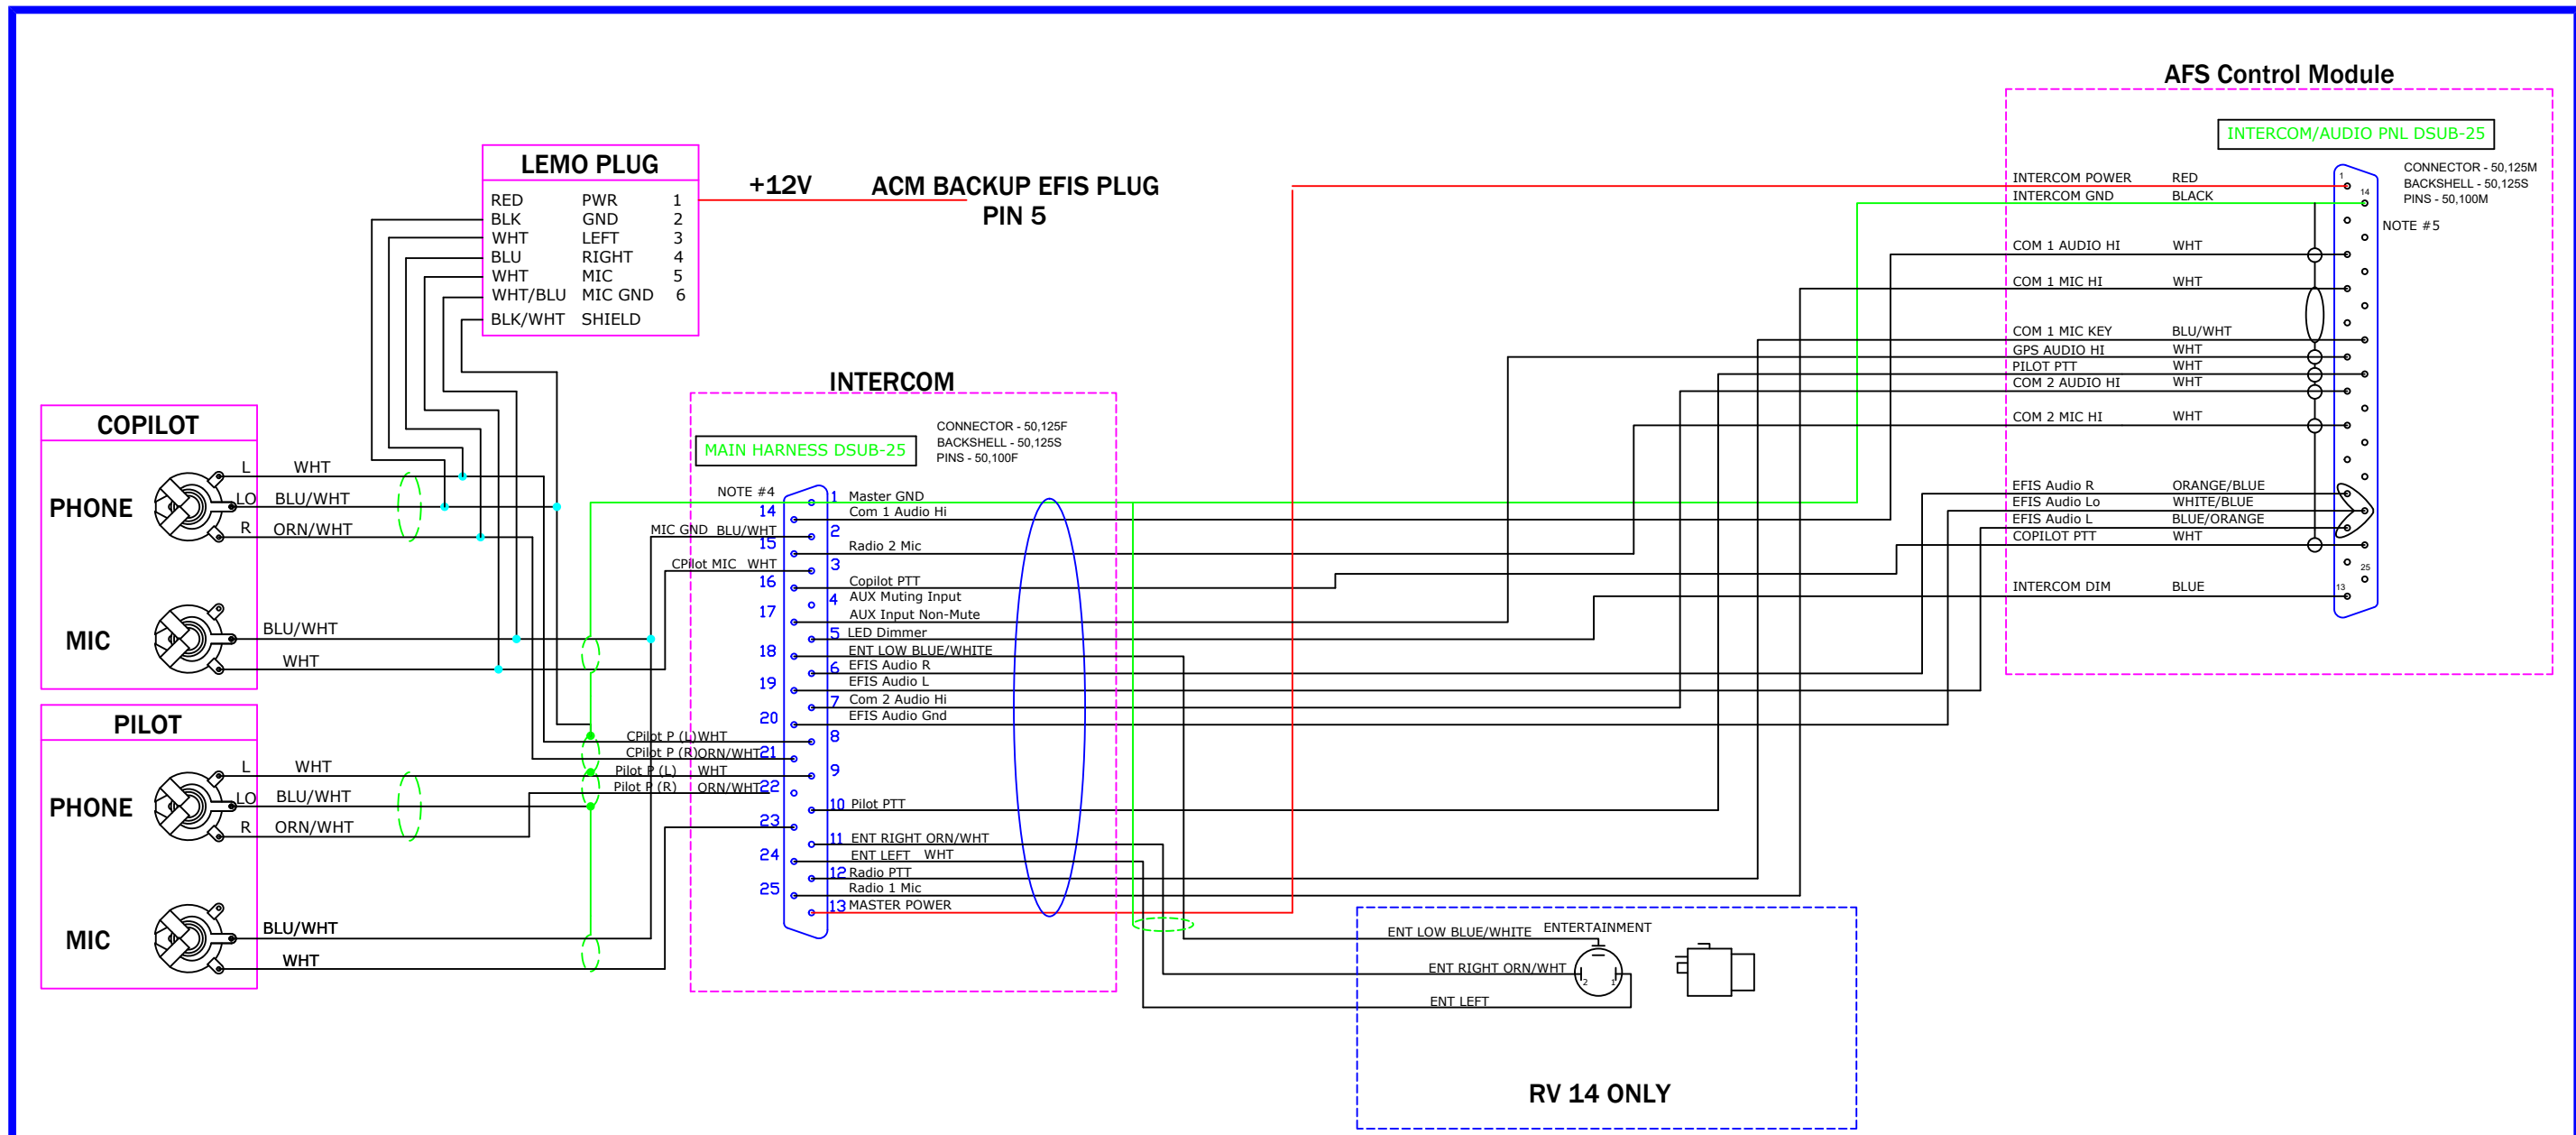 AFS Control Module
INTERCOM/AUDIO PNL DSUB-25
CONNECTOR - 50,125M
BACKSHELL - 50,125S
PINS - 50,100M
NOTE #5
1
14
25
13
INTERCOM POWER RED
INTERCOM GND BLACK
COM 1 AUDIO HI WHT
COM 1 MIC HI WHT
COM 1 MIC KEY BLU/WHT
GPS AUDIO HI WHT
PILOT PTT WHT
COM 2 AUDIO HI WHT
COM 2 MIC HI WHT
EFIS Audio R ORANGE/BLUE
EFIS Audio Lo WHITE/BLUE
EFIS Audio L BLUE/ORANGE
COPILOT PTT WHT
INTERCOM DIM BLUE
LEMO PLUG
RED PWR 1
BLK GND 2
WHT LEFT 3
BLU RIGHT 4
WHT MIC 5
WHT/BLU MIC GND 6
BLK/WHT SHIELD
+12V
ACM BACKUP EFIS PLUG
PIN 5
COPILOT
PHONE
L WHT
LO BLU/WHT
R ORN/WHT
MIC
BLU/WHT
WHT
PILOT
PHONE
L WHT
LO BLU/WHT
R ORN/WHT
MIC
BLU/WHT
WHT
INTERCOM
MAIN HARNESS DSUB-25
CONNECTOR - 50,125F
BACKSHELL - 50,125S
PINS - 50,100F
NOTE #4
1 Master GND
14 Com 1 Audio Hi
MIC GND BLU/WHT 2
15 Radio 2 Mic
CPilot MIC WHT 3
16 Copilot PTT
4 AUX Muting Input
17 AUX Input Non-Mute
5 LED Dimmer
18 ENT LOW BLUE/WHITE
6 EFIS Audio R
19 EFIS Audio L
7 Com 2 Audio Hi
20 EFIS Audio Gnd
CPilot P (L) WHT 8
CPilot P (R) ORN/WHT 21
Pilot P (L) WHT 9
Pilot P (R) ORN/WHT 22
10 Pilot PTT
23
11 ENT RIGHT ORN/WHT
24 ENT LEFT WHT
12 Radio PTT
25 Radio 1 Mic
13 MASTER POWER
ENT LOW BLUE/WHITE ENTERTAINMENT
ENT RIGHT ORN/WHT
2 1
ENT LEFT
RV 14 ONLY